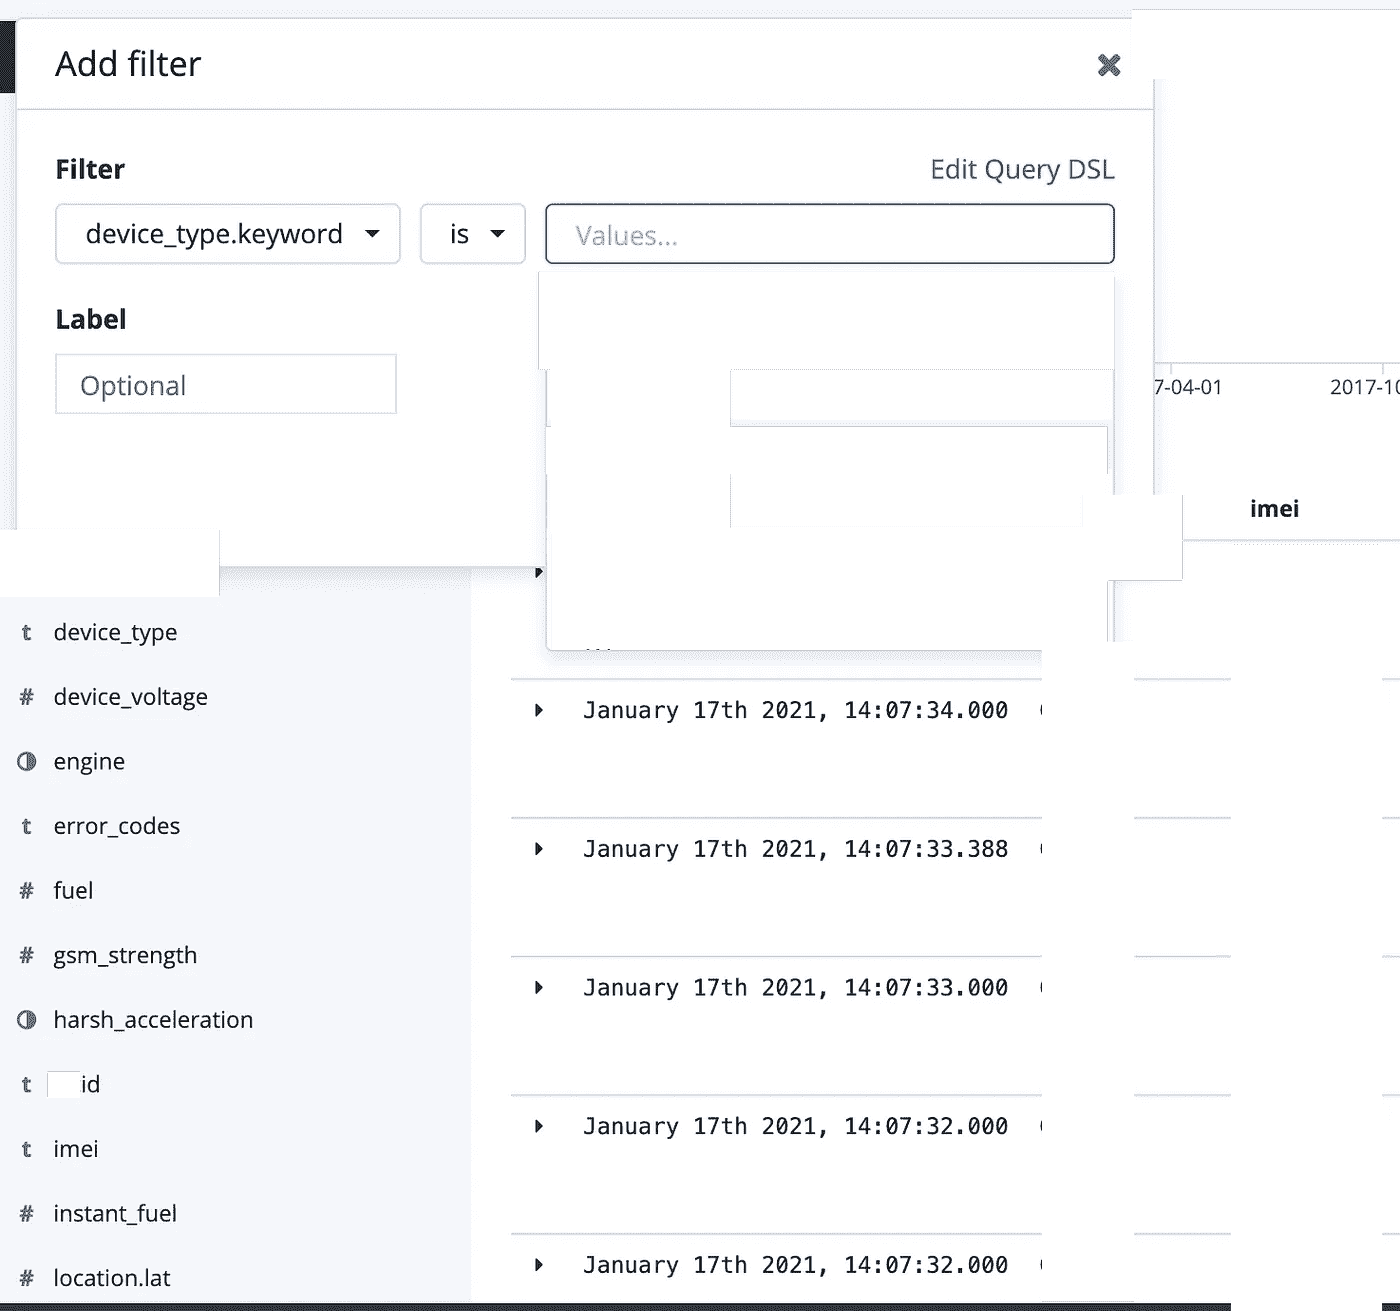 Add filter
Filter
Edit Query DSL
device_type.keyword
is
Values...
Label
Optional
7-04-01
2017-10
imei
t device_type
# device_voltage
engine
t error_codes
# fuel
# gsm_strength
harsh_acceleration
t id
t imei
# instant_fuel
# location.lat
January 17th 2021, 14:07:34.000
January 17th 2021, 14:07:33.388
January 17th 2021, 14:07:33.000
January 17th 2021, 14:07:32.000
January 17th 2021, 14:07:32.000